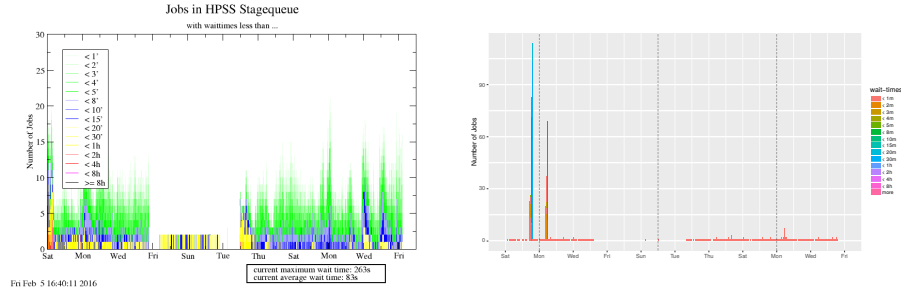 Jobs in HPSS Stagequeue
with waittimes less than ...
Number of Jobs
30
25
20
15
10
5
0
< 1'
< 2'
< 3'
< 4'
< 5'
< 8'
< 10'
< 15'
< 20'
< 30'
< 1h
< 2h
< 4h
< 8h
>= 8h
Sat Mon Wed Fri Sun Tue Thu Sat Mon Wed Fri
current maximum wait time: 263s
current average wait time: 83s
Fri Feb 5 16:40:11 2016
Number of Jobs
90
60
30
0
Sat Mon Wed Fri Sun Tue Thu Sat Mon Wed Fri
wait-times
< 1m
< 2m
< 3m
< 4m
< 5m
< 8m
< 10m
< 15m
< 20m
< 30m
< 1h
< 2h
< 4h
< 8h
more